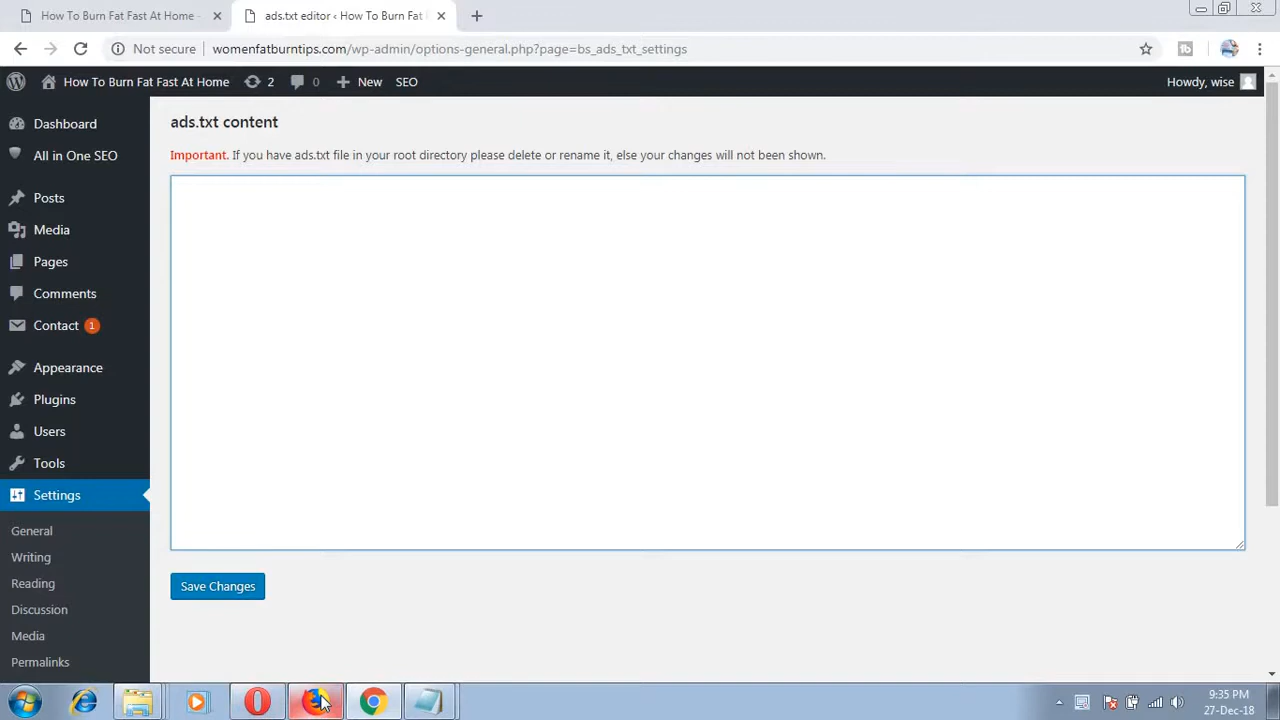 How To Burn Fat Fast At Home -
ads.txt editor ‹ How To Burn Fat F
Not secure
womenfatburntips.com/wp-admin/options-general.php?page=bs_ads_txt_settings
How To Burn Fat Fast At Home
2
0
New
SEO
Howdy, wise
Dashboard
All in One SEO
Posts
Media
Pages
Comments
Contact 1
Appearance
Plugins
Users
Tools
Settings
General
Writing
Reading
Discussion
Media
Permalinks
ads.txt content
Important. If you have ads.txt file in your root directory please delete or rename it, else your changes will not been shown.
Save Changes
9:35 PM
27-Dec-18